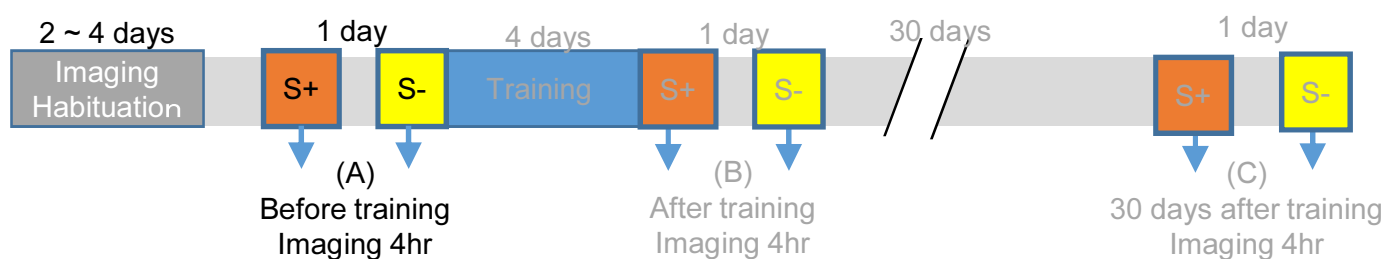 2 ~ 4 days
1 day
4 days
1 day
30 days
1 day
Imaging
Habituation
S+
S-
Training
S+
S-
S+
S-
(A)
Before training
Imaging 4hr
(B)
After training
Imaging 4hr
(C)
30 days after training
Imaging 4hr